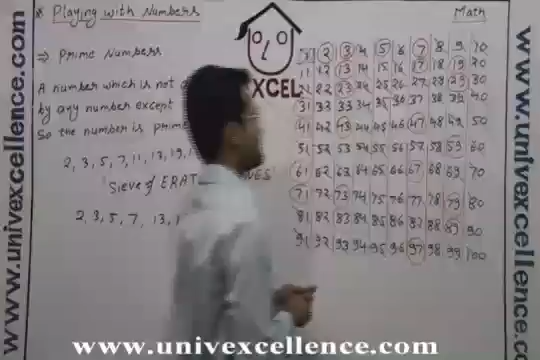 * Playing with Numbers
Math
⇒ Prime Numbers
A number which is not
by any number except
So the number is prime
2, 3, 5, 7, 11, 13,
'Sieve of ERAT
2, 3, 5, 7, 13,
XCEL
2 3 4 5 6 7 8 9 10
11 12 13 14 15 16 17 18 19 20
22 23 24 25 26 27 28 29 30
31 32 33 34 35 36 37 38 39 40
41 42 43 44 45 46 47 48 49 50
51 52 53 54 55 56 57 58 59 60
61 62 63 64 65 66 67 68 69 70
71 72 73 74 75 76 77 78 79 80
81 82 83 84 85 86 87 88 89 90
91 92 93 94 95 96 97 98 99 100
www.univexcellence.com
www.univexcellence.com
www.univexcellence.com